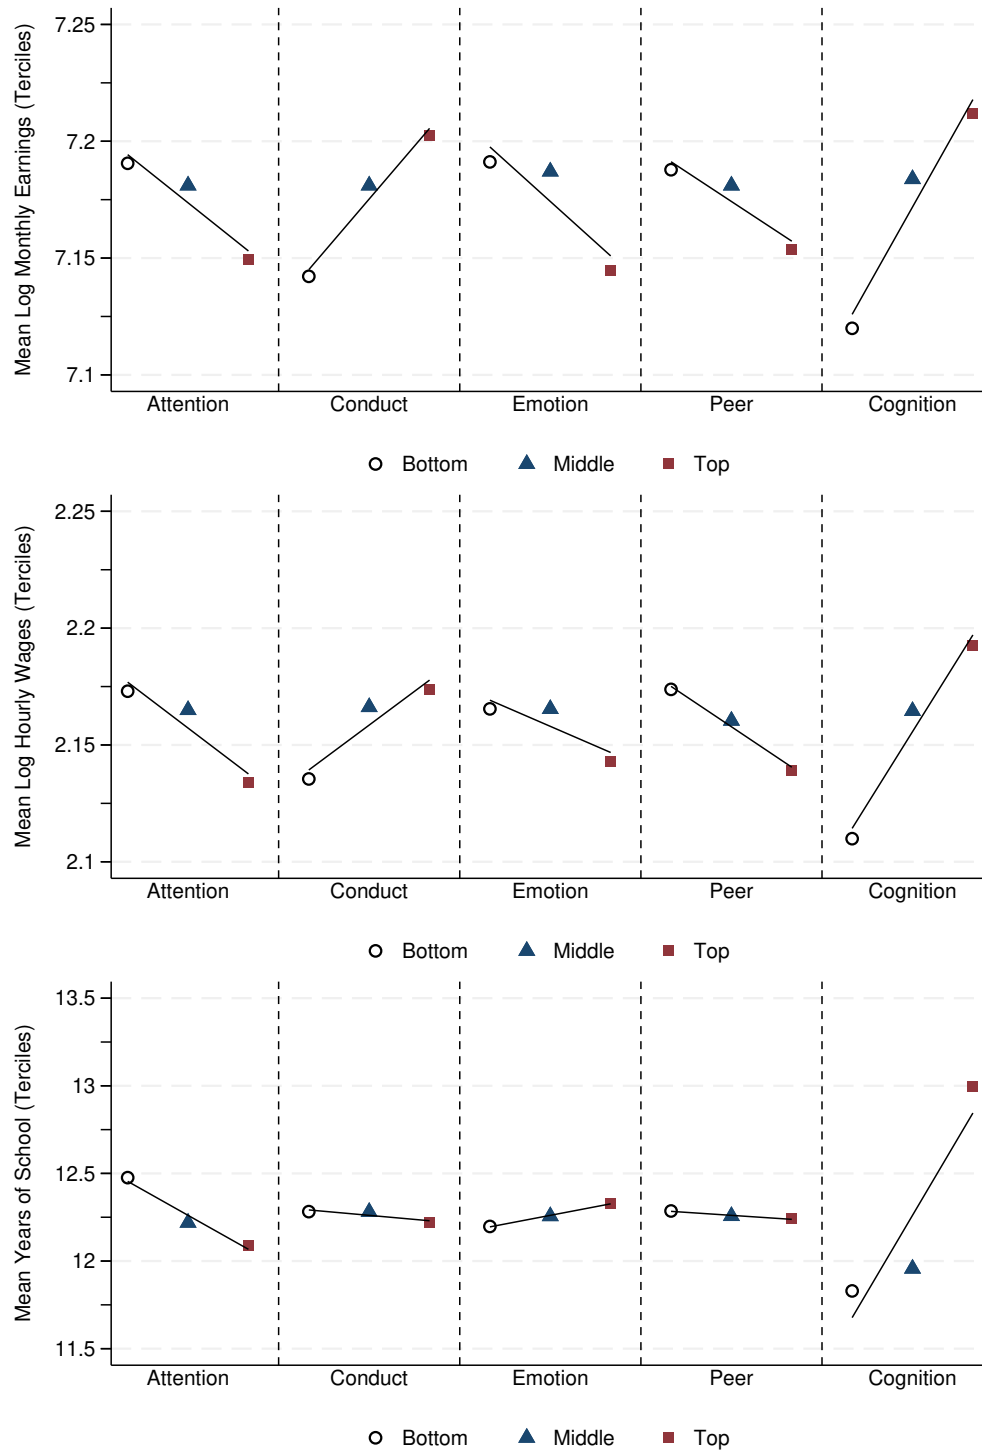 Mean Log Monthly Earnings (Terciles)
7.25
7.2
7.15
7.1
Attention Conduct Emotion Peer Cognition
Bottom Middle Top
Mean Log Hourly Wages (Terciles)
2.25
2.2
2.15
2.1
Attention Conduct Emotion Peer Cognition
Bottom Middle Top
Mean Years of School (Terciles)
13.5
13
12.5
12
11.5
Attention Conduct Emotion Peer Cognition
Bottom Middle Top